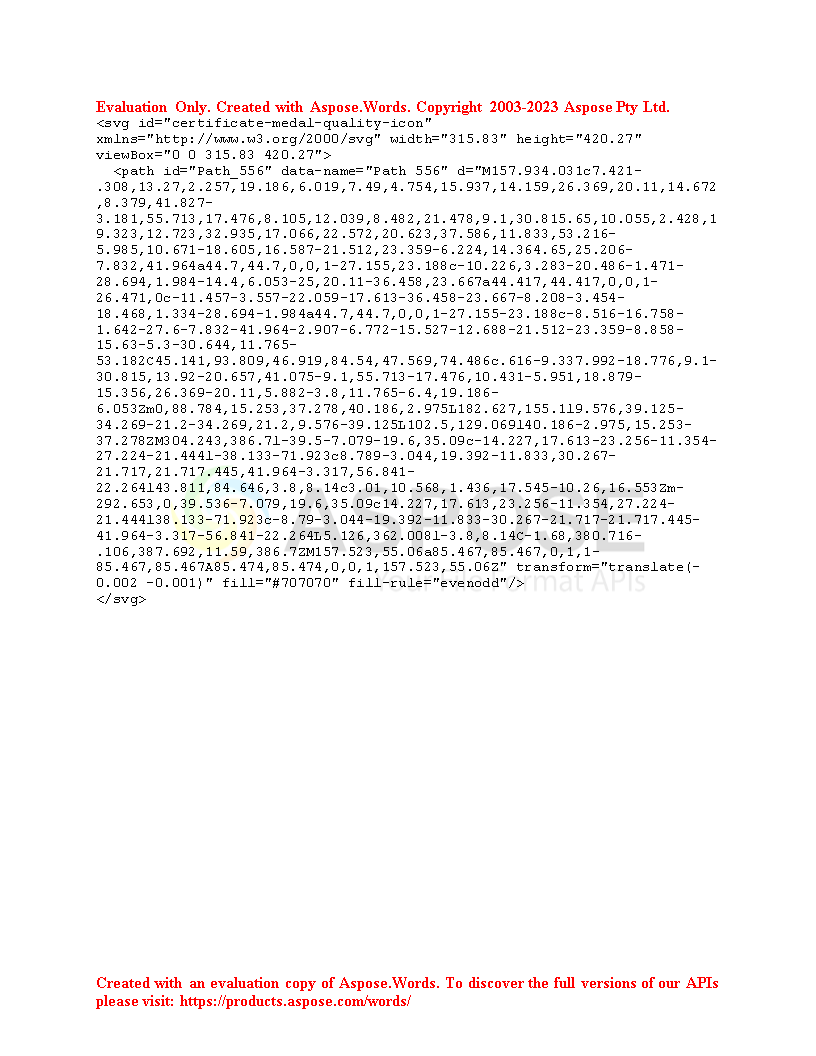 Evaluation Only. Created with Aspose.Words. Copyright 2003-2023 Aspose Pty Ltd.
<svg id="certificate-medal-quality-icon"
xmlns="http://www.w3.org/2000/svg" width="315.83" height="420.27"
viewBox="0 0 315.83 420.27">
  <path id="Path_556" data-name="Path 556" d="M157.934.031c7.421-
.308,13.27,2.257,19.186,6.019,7.49,4.754,15.937,14.159,26.369,20.11,14.672
,8.379,41.827-
3.181,55.713,17.476,8.105,12.039,8.482,21.478,9.1,30.815.65,10.055,2.428,1
9.323,12.723,32.935,17.066,22.572,20.623,37.586,11.833,53.216-
5.985,10.671-18.605,16.587-21.512,23.359-6.224,14.364.65,25.206-
7.832,41.964a44.7,44.7,0,0,1-27.155,23.188c-10.226,3.283-20.486-1.471-
28.694,1.984-14.4,6.053-25,20.11-36.458,23.667a44.417,44.417,0,0,1-
26.471,0c-11.457-3.557-22.059-17.613-36.458-23.667-8.208-3.454-
18.468,1.334-28.694-1.984a44.7,44.7,0,0,1-27.155-23.188c-8.516-16.758-
1.642-27.6-7.832-41.964-2.907-6.772-15.527-12.688-21.512-23.359-8.858-
15.63-5.3-30.644,11.765-
53.182C45.141,93.809,46.919,84.54,47.569,74.486c.616-9.337.992-18.776,9.1-
30.815,13.92-20.657,41.075-9.1,55.713-17.476,10.431-5.951,18.879-
15.356,26.369-20.11,5.882-3.8,11.765-6.4,19.186-
6.053Zm0,88.784,15.253,37.278,40.186,2.975L182.627,155.1l9.576,39.125-
34.269-21.2-34.269,21.2,9.576-39.125L102.5,129.069l40.186-2.975,15.253-
37.278ZM304.243,386.7l-39.5-7.079-19.6,35.09c-14.227,17.613-23.256-11.354-
27.224-21.444l-38.133-71.923c8.789-3.044,19.392-11.833,30.267-
21.717,21.717.445,41.964-3.317,56.841-
22.264l43.811,84.646,3.8,8.14c3.01,10.568,1.436,17.545-10.26,16.553Zm-
292.653,0,39.536-7.079,19.6,35.09c14.227,17.613,23.256-11.354,27.224-
21.444l38.133-71.923c-8.79-3.044-19.392-11.833-30.267-21.717-21.717.445-
41.964-3.317-56.841-22.264L5.126,362.008l-3.8,8.14C-1.68,380.716-
.106,387.692,11.59,386.7ZM157.523,55.06a85.467,85.467,0,1,1-
85.467,85.467A85.474,85.474,0,0,1,157.523,55.06Z" transform="translate(-
0.002 -0.001)" fill="#707070" fill-rule="evenodd"/>
</svg>
ASPOSE
Your File Format APIs
Created with an evaluation copy of Aspose.Words. To discover the full versions of our APIs
please visit: https://products.aspose.com/words/